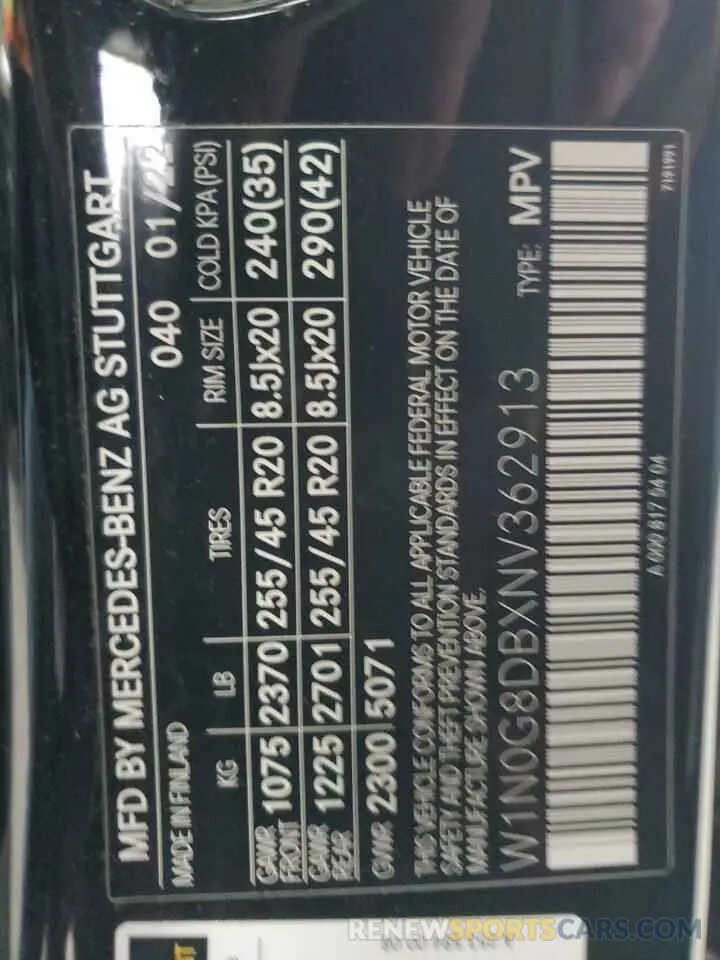 MFD BY MERCEDES-BENZ AG STUTTGART
MADE IN FINLAND 040 01/22
KG LB TIRES RIM SIZE COLD KPA(PSI)
GAWR FRONT 1075 2370 255/45 R20 8.5Jx20 240(35)
GAWR REAR 1225 2701 255/45 R20 8.5Jx20 290(42)
GVWR 2300 5071
THIS VEHICLE CONFORMS TO ALL APPLICABLE FEDERAL MOTOR VEHICLE
SAFETY AND THEFT PREVENTION STANDARDS IN EFFECT ON THE DATE OF
MANUFACTURE SHOWN ABOVE.
W1N0G8DBXNV362913 TYPE: MPV
A 000 817 04 04
7191991
RENEWSPORTSCARS.COM